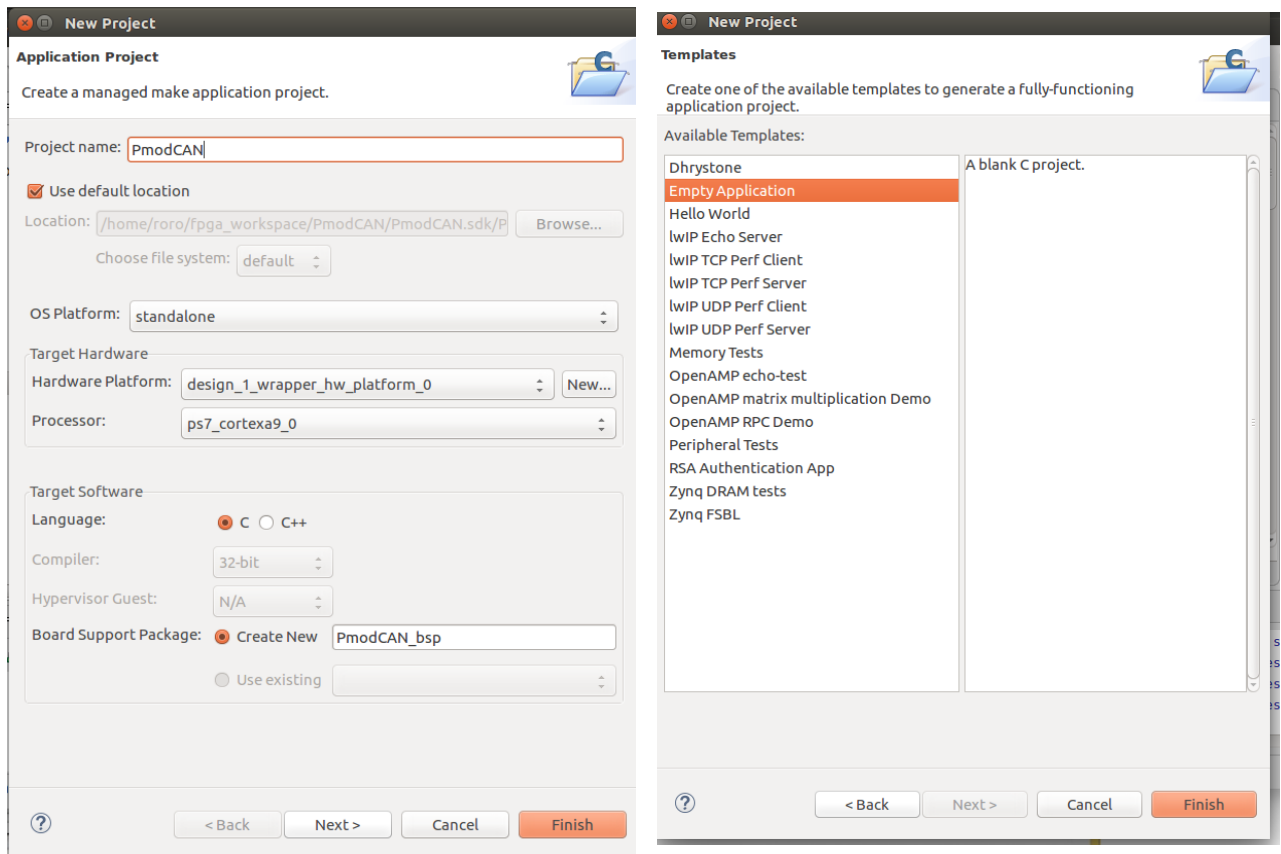 New Project
Application Project
Create a managed make application project.
Project name: PmodCAN
Use default location
Location: /home/roro/fpga_workspace/PmodCAN/PmodCAN.sdk/P Browse...
Choose file system: default
OS Platform: standalone
Target Hardware
Hardware Platform: design_1_wrapper_hw_platform_0 New...
Processor: ps7_cortexa9_0
Target Software
Language: C C++
Compiler: 32-bit
Hypervisor Guest: N/A
Board Support Package: Create New PmodCAN_bsp
Use existing
? < Back Next > Cancel Finish
New Project
Templates
Create one of the available templates to generate a fully-functioning
application project.
Available Templates:
Dhrystone
Empty Application
Hello World
lwIP Echo Server
lwIP TCP Perf Client
lwIP TCP Perf Server
lwIP UDP Perf Client
lwIP UDP Perf Server
Memory Tests
OpenAMP echo-test
OpenAMP matrix multiplication Demo
OpenAMP RPC Demo
Peripheral Tests
RSA Authentication App
Zynq DRAM tests
Zynq FSBL
A blank C project.
? < Back Next > Cancel Finish